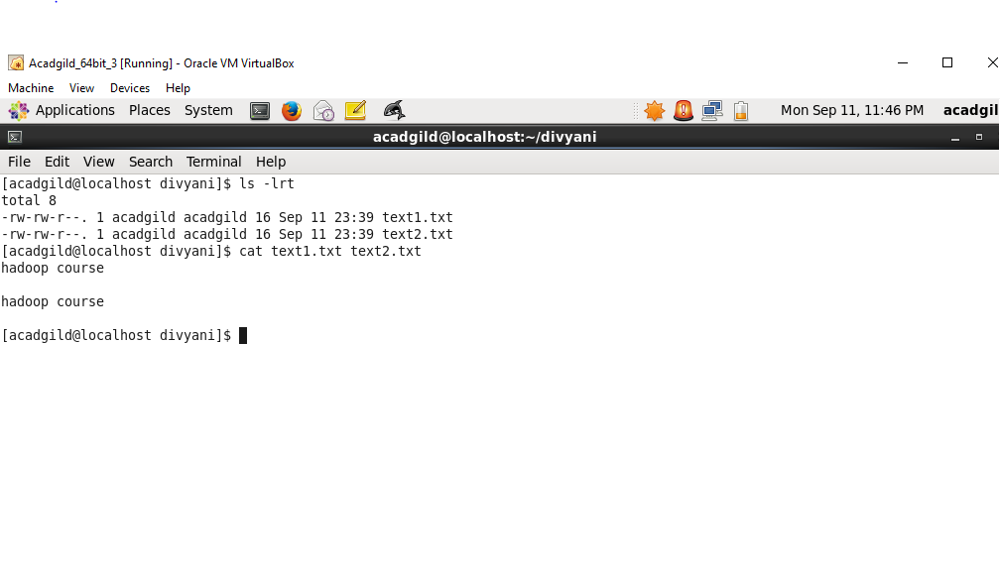 Acadgild_64bit_3 [Running] - Oracle VM VirtualBox
Machine View Devices Help
Applications Places System Mon Sep 11, 11:46 PM acadgil
acadgild@localhost:~/divyani
File Edit View Search Terminal Help
[acadgild@localhost divyani]$ ls -lrt
total 8
-rw-rw-r--. 1 acadgild acadgild 16 Sep 11 23:39 text1.txt
-rw-rw-r--. 1 acadgild acadgild 16 Sep 11 23:39 text2.txt
[acadgild@localhost divyani]$ cat text1.txt text2.txt
hadoop course
hadoop course
[acadgild@localhost divyani]$